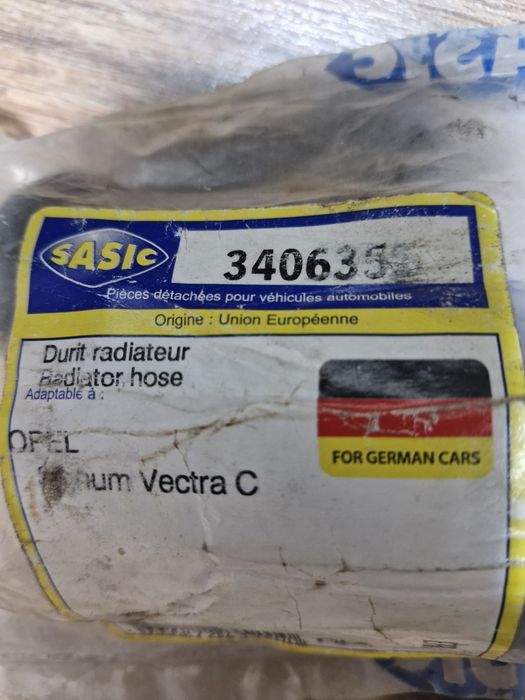 SASIC
SASIC
Pièces détachées pour véhicules automobiles
Origine : Union Européenne
Durit radiateur
Radiator hose
Adaptable à :
OPEL
Vectra C
FOR GERMAN CARS